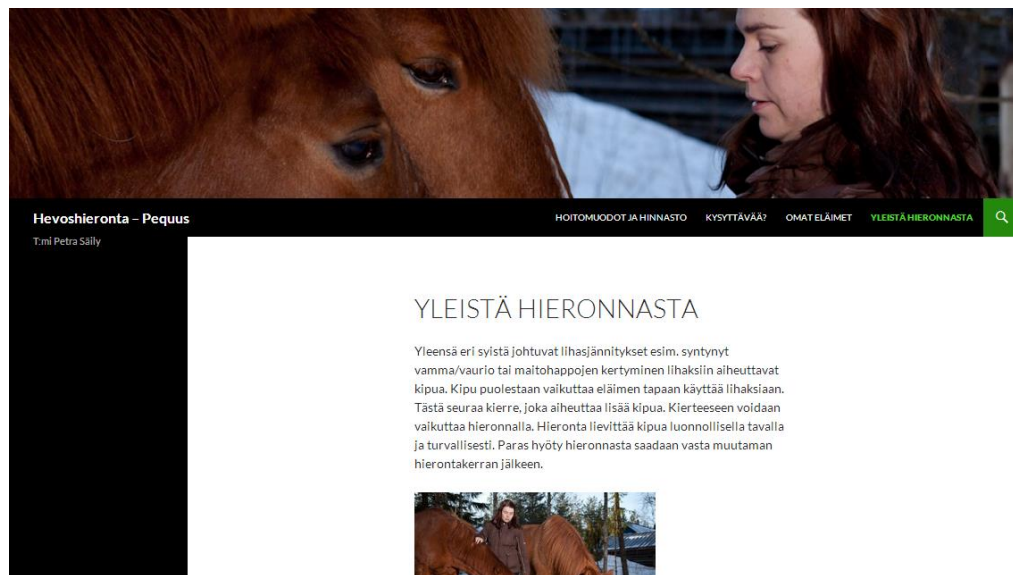 Hevoshieronta – Pequus
HOITOMUODOT JA HINNASTO KYSYTTÄVÄÄ? OMAT ELÄIMET YLEISTÄ HIERONNASTA
T:mi Petra Säily
YLEISTÄ HIERONNASTA
Yleensä eri syistä johtuvat lihasjännitykset esim. syntynyt
vamma/vaurio tai maitohappojen kertyminen lihaksiin aiheuttavat
kipua. Kipu puolestaan vaikuttaa eläimen tapaan käyttää lihaksiaan.
Tästä seuraa kierre, joka aiheuttaa lisää kipua. Kierteeseen voidaan
vaikuttaa hieronnalla. Hieronta lievittää kipua luonnollisella tavalla
ja turvallisesti. Paras hyöty hieronnasta saadaan vasta muutaman
hierontakerran jälkeen.